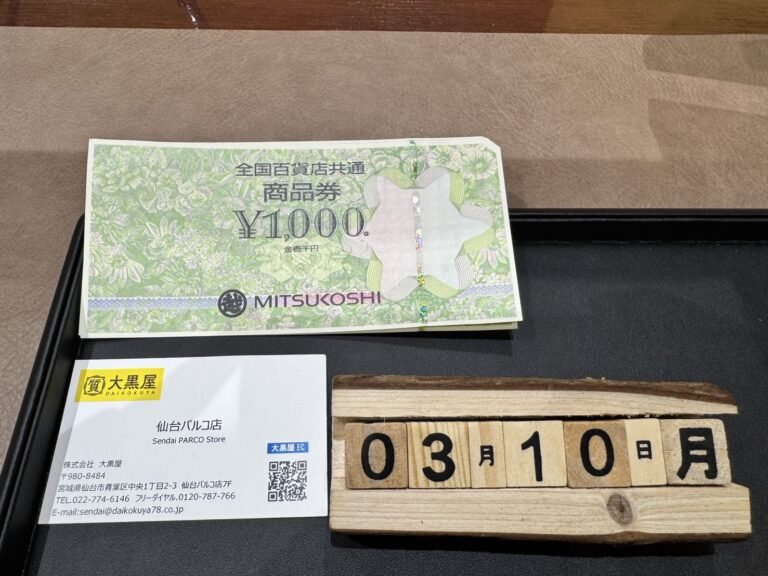 全国百貨店共通
商品券
¥1,000
金壱千円
越 MITSUKOSHI
質 大黒屋
DAIKOKUYA
仙台パルコ店
Sendai PARCO Store
大黒屋 EC
株式会社 大黒屋
〒980-8484
宮城県仙台市青葉区中央1丁目2-3 仙台パルコ店7F
TEL.022-774-6146 フリーダイヤル.0120-787-766
E-mail:sendai@daikokuya78.co.jp
03月10日月